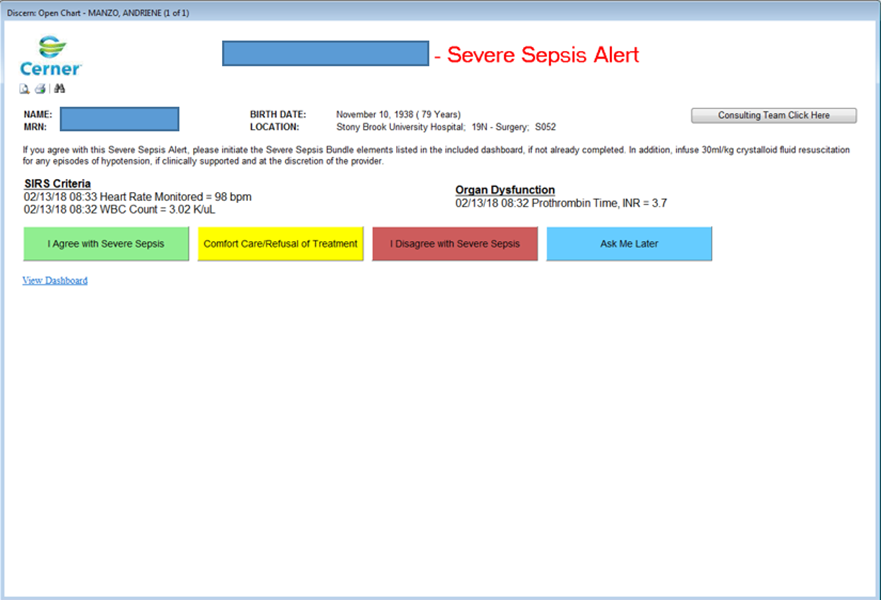 Discern: Open Chart - MANZO, ANDRIENE (1 of 1)
Cerner
- Severe Sepsis Alert
NAME:
MRN:
BIRTH DATE: November 10, 1938 ( 79 Years)
LOCATION: Stony Brook University Hospital; 19N - Surgery; S052
Consulting Team Click Here
If you agree with this Severe Sepsis Alert, please initiate the Severe Sepsis Bundle elements listed in the included dashboard, if not already completed. In addition, infuse 30ml/kg crystalloid fluid resuscitation
for any episodes of hypotension, if clinically supported and at the discretion of the provider.
SIRS Criteria
02/13/18 08:33 Heart Rate Monitored = 98 bpm
02/13/18 08:32 WBC Count = 3.02 K/uL
Organ Dysfunction
02/13/18 08:32 Prothrombin Time, INR = 3.7
I Agree with Severe Sepsis
Comfort Care/Refusal of Treatment
I Disagree with Severe Sepsis
Ask Me Later
View Dashboard